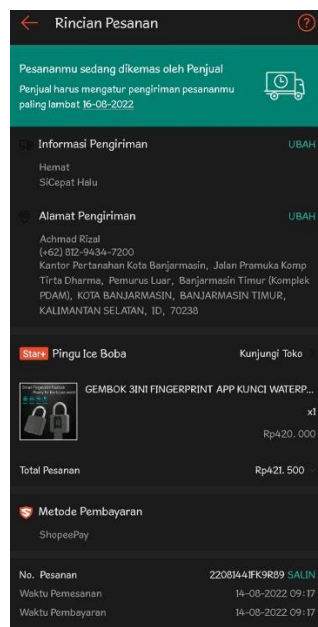 Rincian Pesanan
?
Pesananmu sedang dikemas oleh Penjual
Penjual harus mengatur pengiriman pesananmu
paling lambat 16-08-2022
Informasi Pengiriman
UBAH
Hemat
SiCepat Halu
Alamat Pengiriman
UBAH
Achmad Rizal
(+62) 812-9434-7200
Kantor Pertanahan Kota Banjarmasin, Jalan Pramuka Komp
Tirta Dharma, Pemurus Luar, Banjarmasin Timur (Komplek
PDAM), KOTA BANJARMASIN, BANJARMASIN TIMUR,
KALIMANTAN SELATAN, ID, 70238
Star+ Pingu Ice Boba
Kunjungi Toko
GEMBOK 3IN1 FINGERPRINT APP KUNCI WATERP...
x1
Rp420.000
Total Pesanan
Rp421.500
Metode Pembayaran
ShopeePay
No. Pesanan
22081441FK9R89 SALIN
Waktu Pemesanan
14-08-2022 09:17
Waktu Pembayaran
14-08-2022 09:17